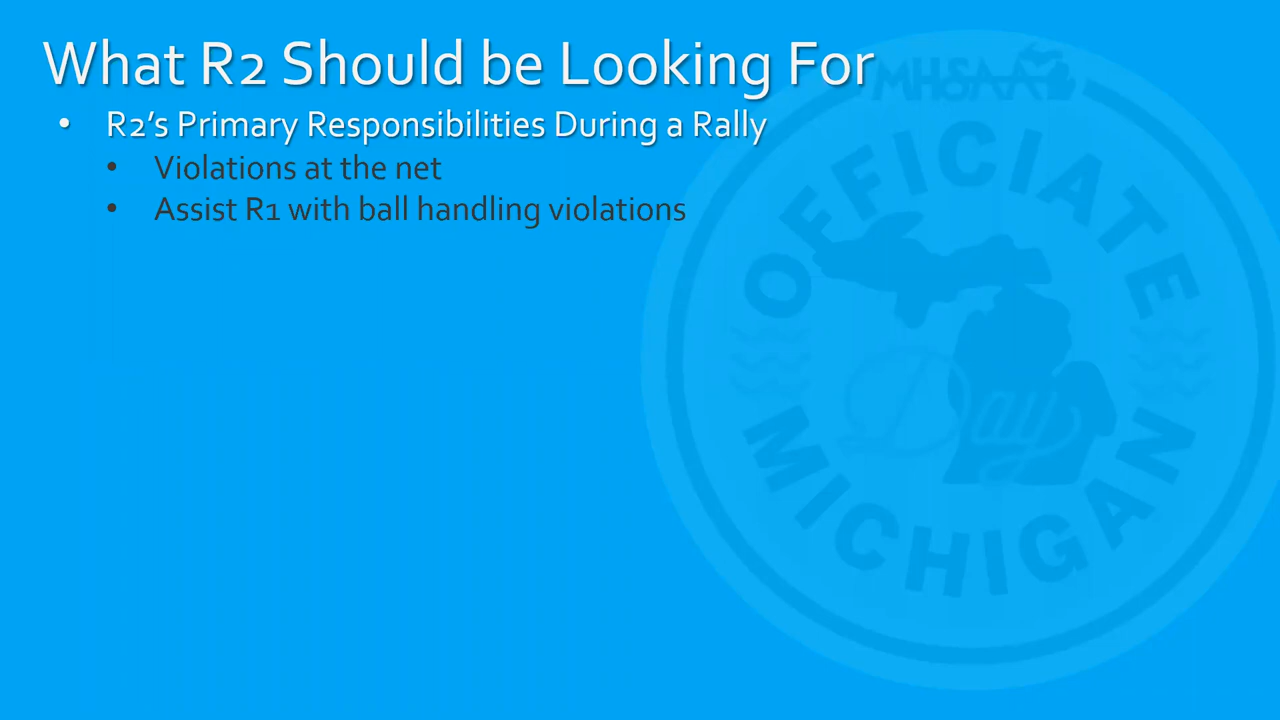 What R2 Should be Looking For
• R2's Primary Responsibilities During a Rally
• Violations at the net
• Assist R1 with ball handling violations
MHSAA
OFFICIATE
Rally
MICHIGAN